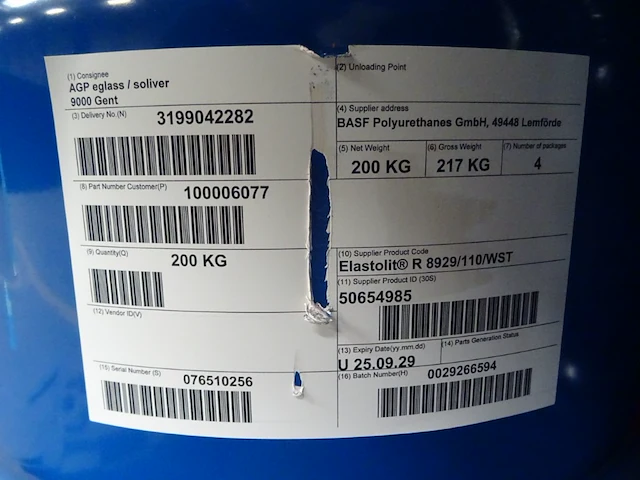 (1) Consignee
AGP eglass / soliver
9000 Gent
(2) Unloading Point
(3) Delivery No.(N)
3199042282
(4) Supplier address
BASF Polyurethanes GmbH, 49448 Lemförde
(5) Net Weight
200 KG
(6) Gross Weight
217 KG
(7) Number of packages
4
(8) Part Number Customer(P)
100006077
(9) Quantity(Q)
200 KG
(10) Supplier Product Code
Elastolit® R 8929/110/WST
(11) Supplier Product ID (30S)
50654985
(12) Vendor ID(V)
(13) Expiry Date(yy.mm.dd)
U 25.09.29
(14) Parts Generation Status
(15) Serial Number (S)
076510256
(16) Batch Number(H)
0029266594